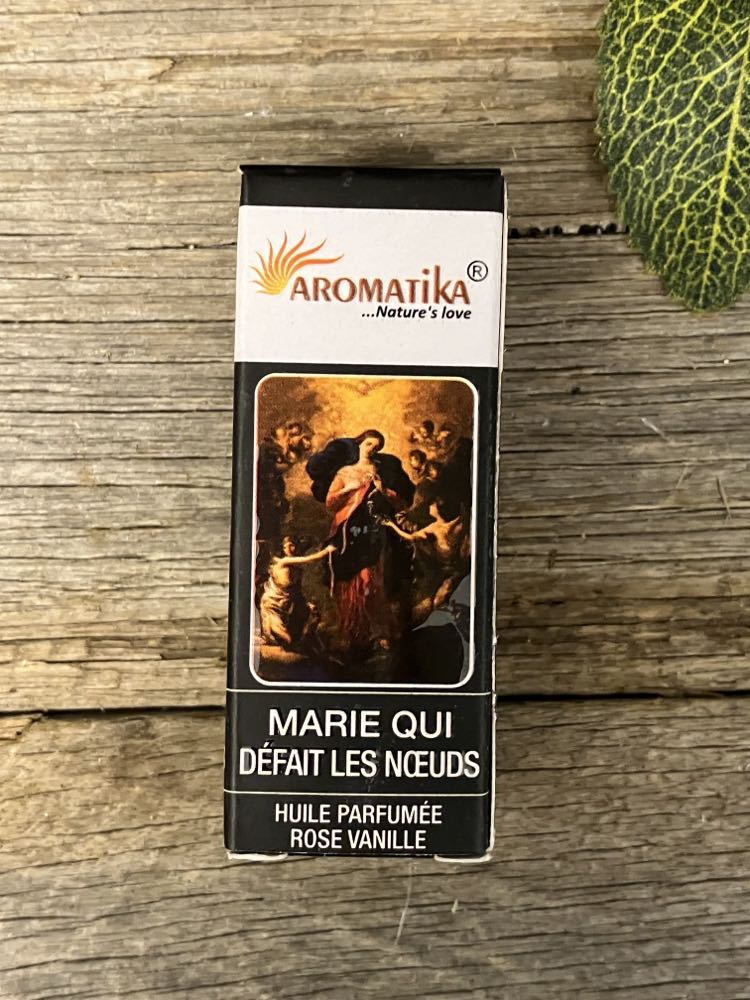 AROMATiKA®
...Nature's love
MARIE QUI
DÉFAIT LES NŒUDS
HUILE PARFUMÉE
ROSE VANILLE